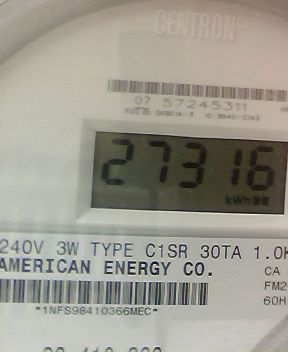 CENTRON
07 57245311
27316
kWh
240V 3W TYPE C1SR 30TA 1.0K
AMERICAN ENERGY CO.
CA
FM2
60H
*1NFS98410366MEC*